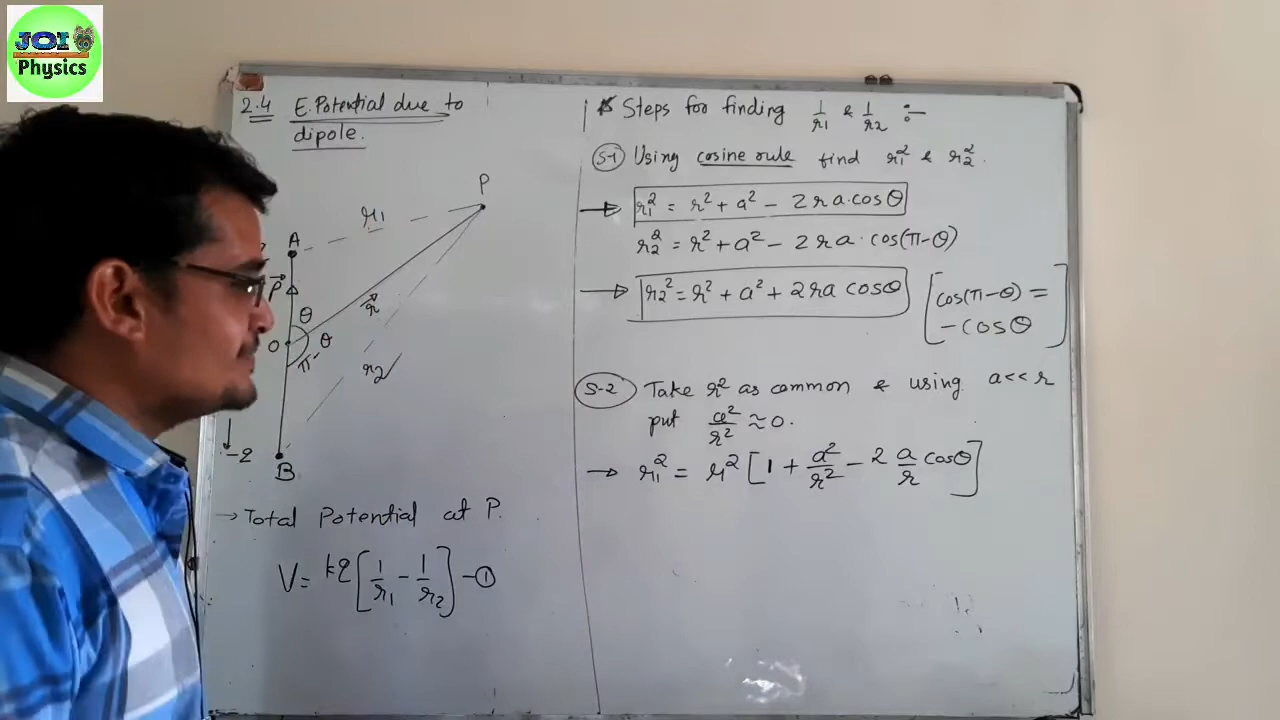 JOI
Physics
2.4 E.Potential due to
dipole.
P
r₁
A
P⃗
θ
r⃗
O
π-θ
r₂
-q
B
→ Total Potential at P.
V = kq [1/r₁ - 1/r₂] -①
* Steps for finding 1/r₁ & 1/r₂ :-
S-1 Using cosine rule find r₁² & r₂².
→ r₁² = r² + a² - 2ra·cosθ
r₂² = r² + a² - 2ra·cos(π-θ)
→ r₂² = r² + a² + 2ra cosθ
[cos(π-θ) =
-cosθ]
S-2 Take r² as common & using a<<r
put a²/r² ≈ 0.
→ r₁² = r² [1 + a²/r² - 2 a/r cosθ]